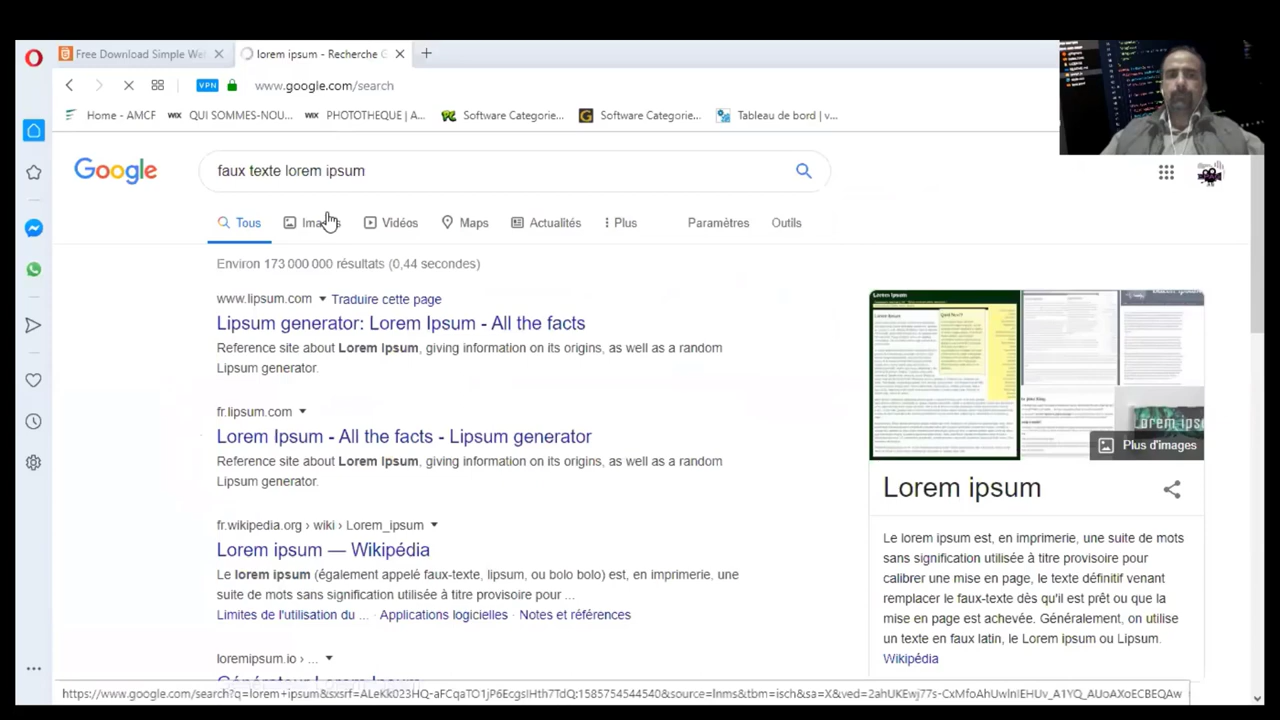 Free Download Simple We
lorem ipsum - Recherche G
VPN
www.google.com/search
Home - AMCF
WIX QUI SOMMES-NOU...
WIX PHOTOTHEQUE | A...
Software Categorie...
Software Categorie...
Tableau de bord | v...
Google
faux texte lorem ipsum
Tous
Images
Vidéos
Maps
Actualités
Plus
Paramètres
Outils
Environ 173 000 000 résultats (0,44 secondes)
www.lipsum.com
Traduire cette page
Lipsum generator: Lorem Ipsum - All the facts
site about Lorem Ipsum, giving information on its origins, as well as a random
Lipsum generator.
fr.lipsum.com
Lorem Ipsum - All the facts - Lipsum generator
Reference site about Lorem Ipsum, giving information on its origins, as well as a random
Lipsum generator.
fr.wikipedia.org › wiki › Lorem_ipsum
Lorem ipsum — Wikipédia
Le lorem ipsum (également appelé faux-texte, lipsum, ou bolo bolo) est, en imprimerie, une
suite de mots sans signification utilisée à titre provisoire pour ...
Limites de l'utilisation du ... · Applications logicielles · Notes et références
loremipsum.io › ...
Générateur Lorem Ipsum
Lorem Ipsum
Plus d'images
Lorem ipsum
Le lorem ipsum est, en imprimerie, une suite de mots
sans signification utilisée à titre provisoire pour
calibrer une mise en page, le texte définitif venant
remplacer le faux-texte dès qu'il est prêt ou que la
mise en page est achevée. Généralement, on utilise
un texte en faux latin, le Lorem ipsum ou Lipsum.
Wikipédia